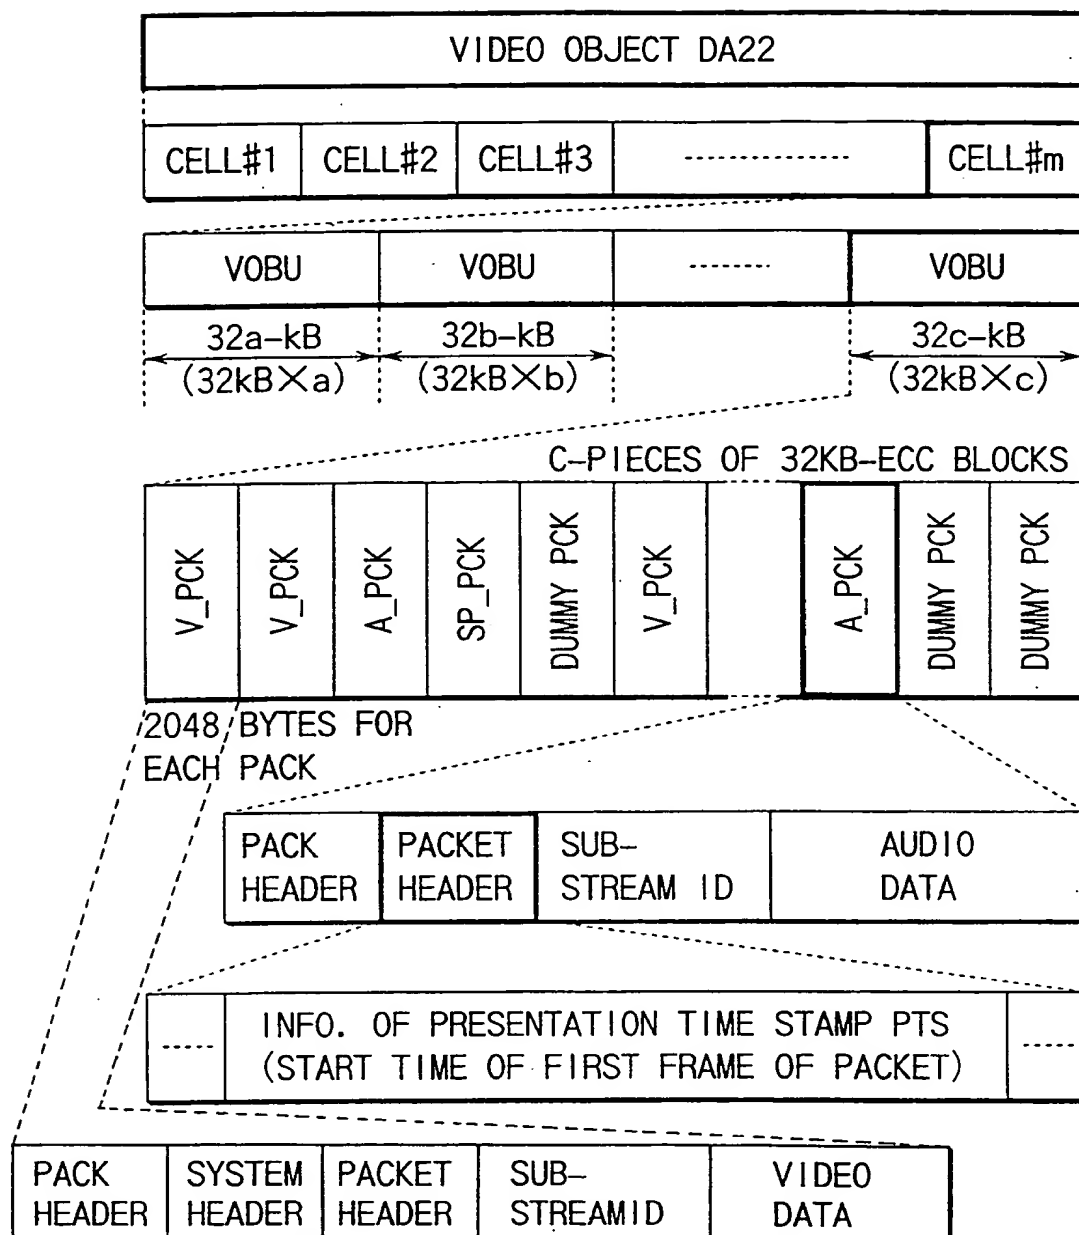 VIDEO OBJECT DA22
CELL#1 CELL#2 CELL#3 CELL#m
VOBU VOBU VOBU
32a-kB 32b-kB 32c-kB
(32kB×a) (32kB×b) (32kB×c)
C-PIECES OF 32KB-ECC BLOCKS
V_PCK V_PCK A_PCK SP_PCK DUMMY PCK V_PCK A_PCK DUMMY PCK DUMMY PCK
2048 BYTES FOR
EACH PACK
PACK PACKET SUB- AUDIO
HEADER HEADER STREAM ID DATA
INFO. OF PRESENTATION TIME STAMP PTS
(START TIME OF FIRST FRAME OF PACKET)
PACK SYSTEM PACKET SUB- VIDEO
HEADER HEADER HEADER STREAMID DATA